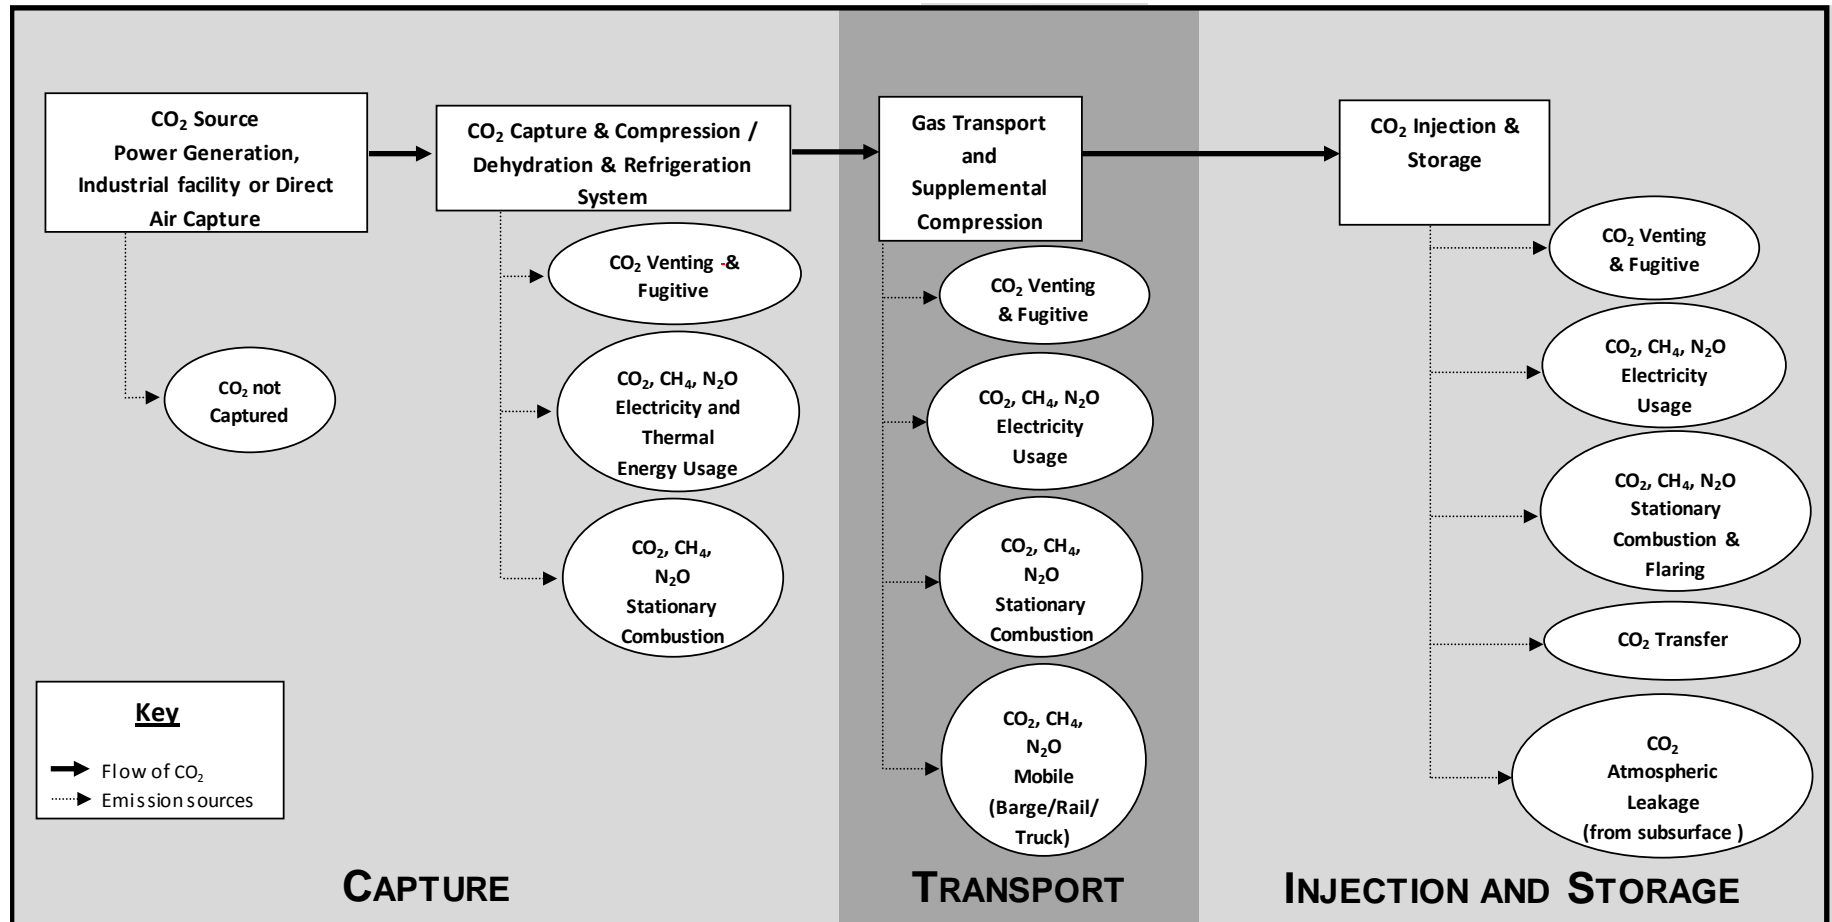 CO₂ Source
Power Generation,
Industrial facility or Direct
Air Capture
CO₂ not
Captured
CO₂ Capture & Compression /
Dehydration & Refrigeration
System
CO₂ Venting -&
Fugitive
CO₂, CH₄, N₂O
Electricity and
Thermal
Energy Usage
CO₂, CH₄,
N₂O
Stationary
Combustion
Gas Transport
and
Supplemental
Compression
CO₂ Venting
& Fugitive
CO₂, CH₄, N₂O
Electricity
Usage
CO₂, CH₄,
N₂O
Stationary
Combustion
CO₂, CH₄,
N₂O
Mobile
(Barge/Rail/
Truck)
CO₂ Injection &
Storage
CO₂ Venting
& Fugitive
CO₂, CH₄, N₂O
Electricity
Usage
CO₂, CH₄, N₂O
Stationary
Combustion &
Flaring
CO₂ Transfer
CO₂
Atmospheric
Leakage
(from subsurface )
Key
Flow of CO₂
Emission sources
CAPTURE
TRANSPORT
INJECTION AND STORAGE